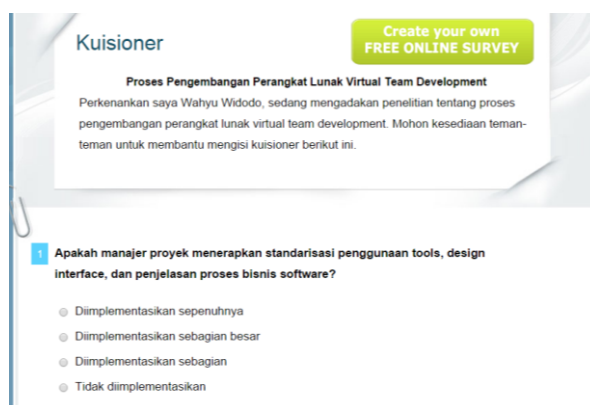 Kuisioner
Create your own
FREE ONLINE SURVEY
Proses Pengembangan Perangkat Lunak Virtual Team Development
Perkenankan saya Wahyu Widodo, sedang mengadakan penelitian tentang proses
pengembangan perangkat lunak virtual team development. Mohon kesediaan teman-
teman untuk membantu mengisi kuisioner berikut ini.
1 Apakah manajer proyek menerapkan standarisasi penggunaan tools, design
interface, dan penjelasan proses bisnis software?
Diimplementasikan sepenuhnya
Diimplementasikan sebagian besar
Diimplementasikan sebagian
Tidak diimplementasikan